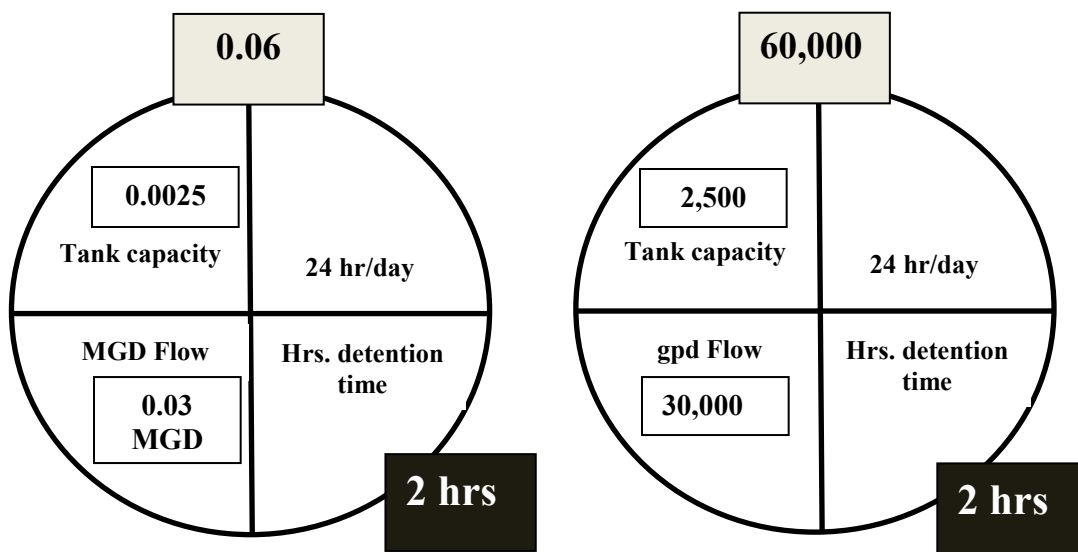 0.06
0.0025
Tank capacity
24 hr/day
MGD Flow
0.03
MGD
Hrs. detention
time
2 hrs
60,000
2,500
Tank capacity
24 hr/day
gpd Flow
30,000
Hrs. detention
time
2 hrs